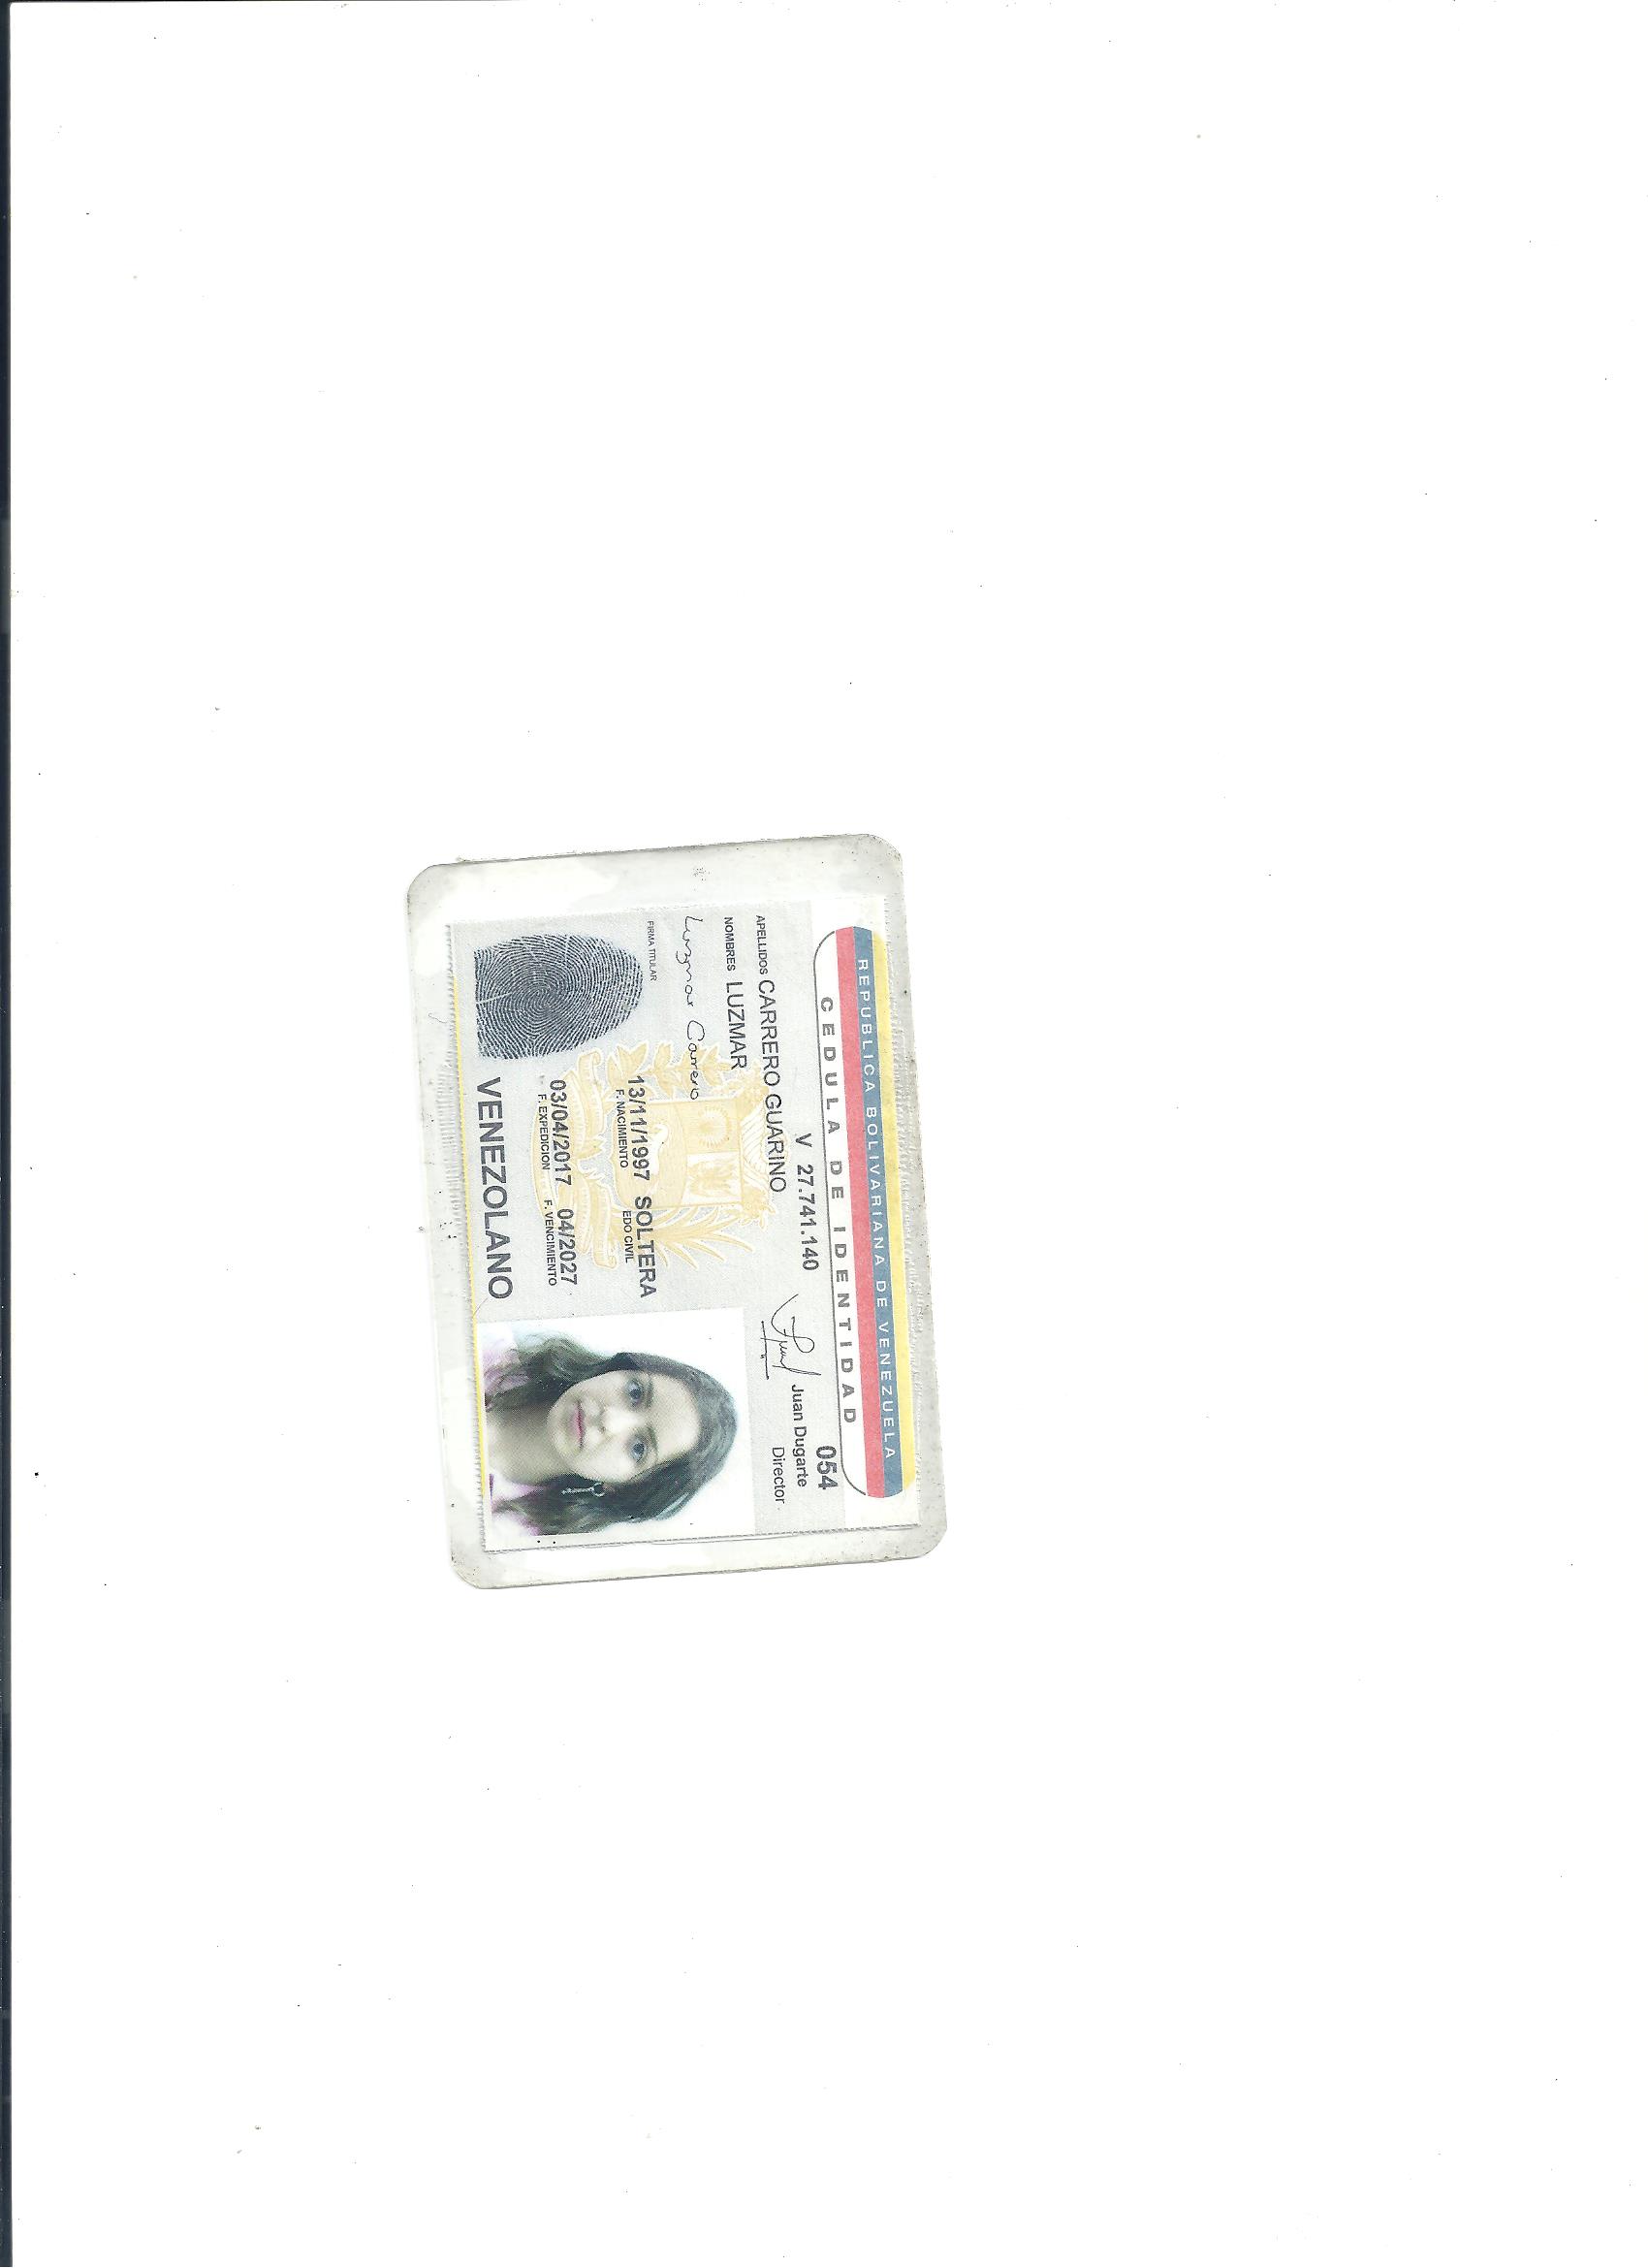 REPUBLICA BOLIVARIANA DE VENEZUELA
CEDULA DE IDENTIDAD
054
V 27.741.140
Juan Dugarte
Director
APELLIDOS CARRERO GUARINO
NOMBRES LUZMAR
Luzmar Carrero
FIRMA TITULAR
13/11/1997 SOLTERA
F. NACIMIENTO EDO CIVIL
03/04/2017 04/2027
F. EXPEDICION F. VENCIMIENTO
VENEZOLANO